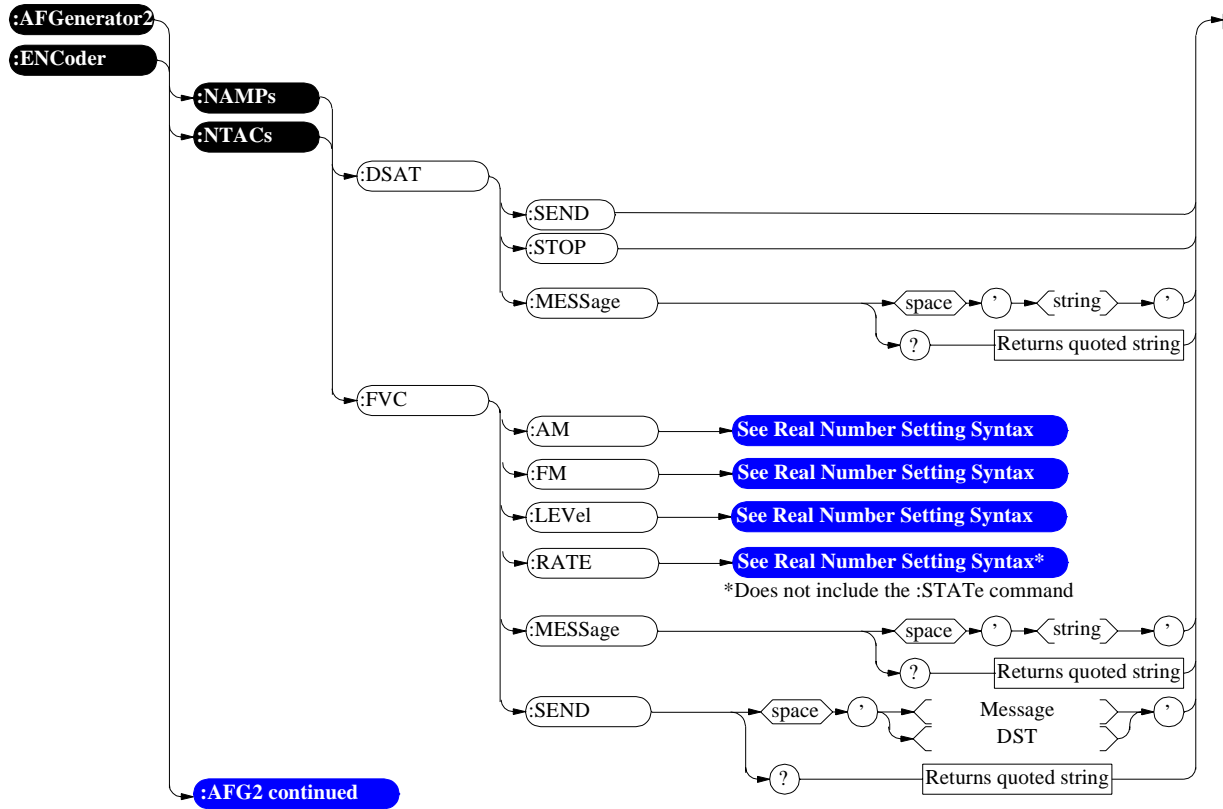 :AFGenerator2
:ENCoder
:NAMPs
:NTACs
:DSAT
:SEND
:STOP
:MESSage space ’ string ’
? Returns quoted string
:FVC
:AM See Real Number Setting Syntax
:FM See Real Number Setting Syntax
:LEVel See Real Number Setting Syntax
:RATE See Real Number Setting Syntax*
*Does not include the :STATe command
:MESSage space ’ string ’
? Returns quoted string
:SEND space ’ Message ’
DST
? Returns quoted string
:AFG2 continued